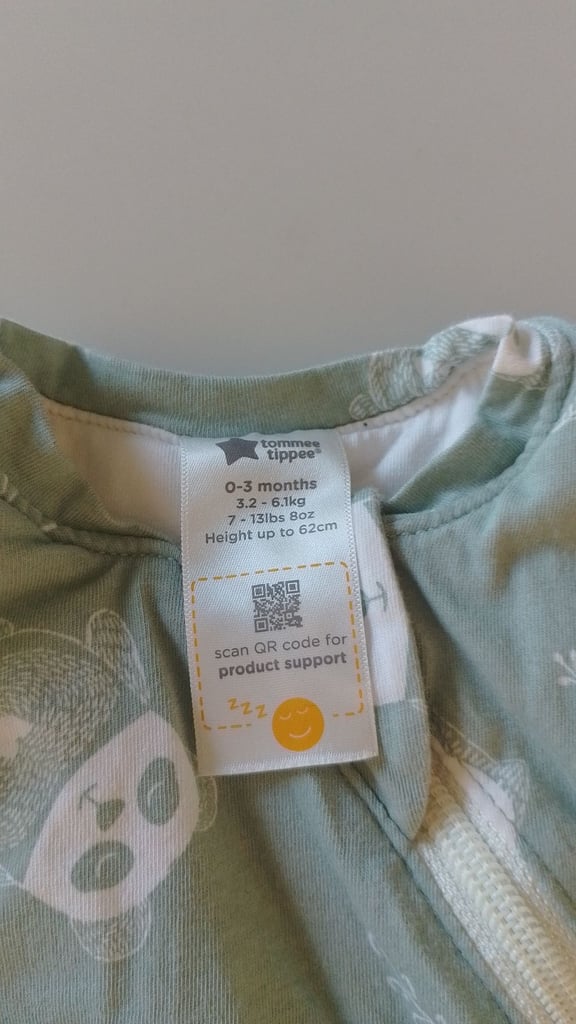 tommee
tippee®
0-3 months
3.2 - 6.1kg
7 - 13lbs 8oz
Height up to 62cm
scan QR code for
product support
zzz